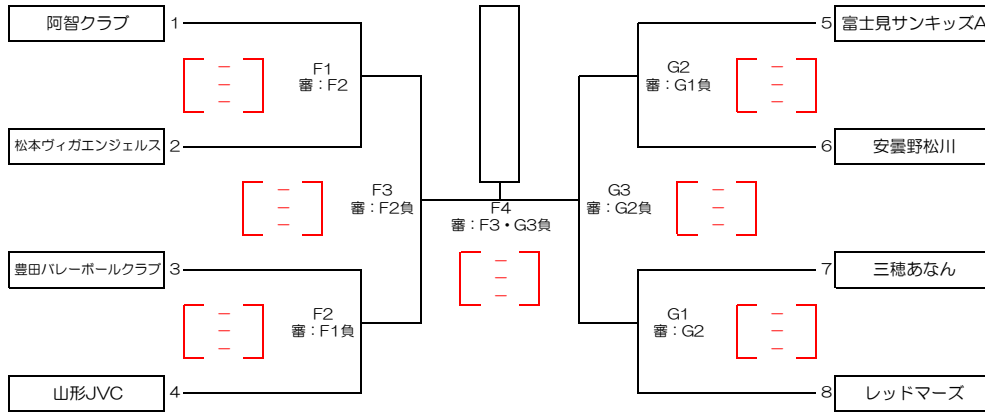 阿智クラブ 1
F1
審：F2
松本ヴィガエンジェルス 2
F3
審：F2負
豊田バレーボールクラブ 3
F2
審：F1負
山形JVC 4
F4
審：F3・G3負
5 富士見サンキッズA
G2
審：G1負
6 安曇野松川
G3
審：G2負
7 三穂あなん
G1
審：G2
8 レッドマーズ